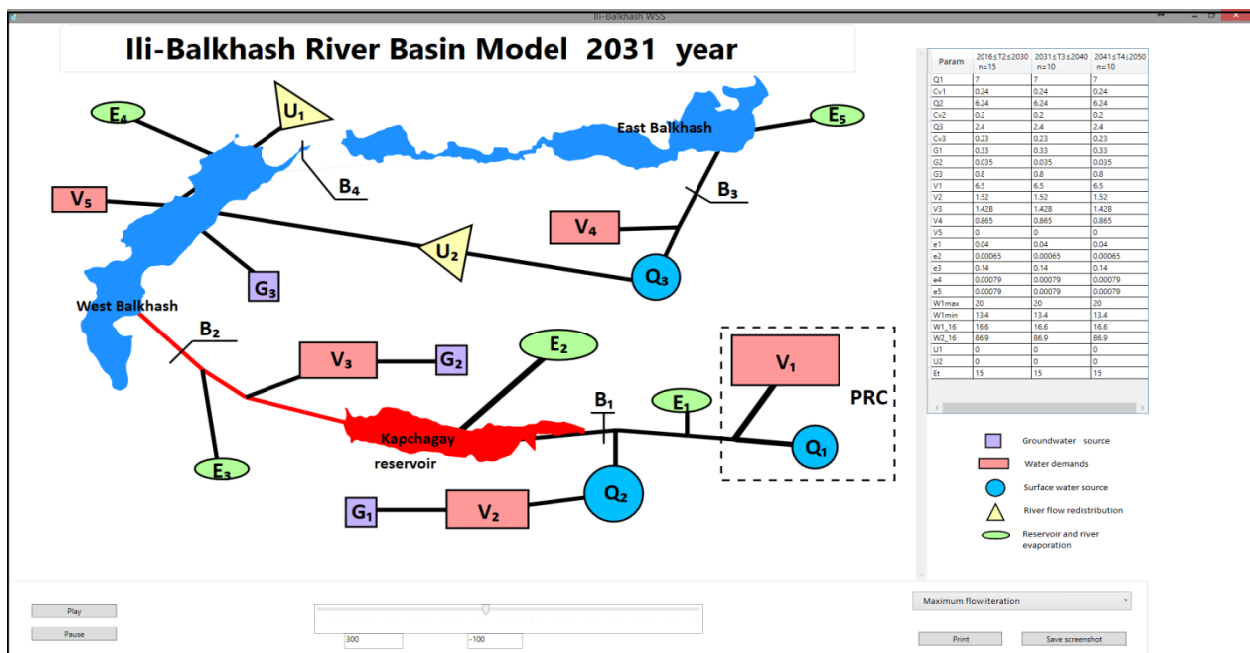 Ili-Balkhash WSS
Ili-Balkhash River Basin Model 2031 year
E₄
U₁
East Balkhash
E₅
B₄
B₃
V₅
V₄
U₂
Q₃
G₃
West Balkhash
B₂
V₃
G₂
E₂
V₁
B₁
E₁
PRC
Q₁
Kapchagay
reservoir
E₃
G₁
V₂
Q₂
Param 2016≤T2≤2030 n=15 2031≤T3≤2040 n=10 2041≤T4≤2050 n=10
Q1 7 7 7
Cv1 0.24 0.24 0.24
Q2 6.24 6.24 6.24
Cv2 0.2 0.2 0.2
Q3 2.4 2.4 2.4
Cv3 0.23 0.23 0.23
G1 0.33 0.33 0.33
G2 0.035 0.035 0.035
G3 0.8 0.8 0.8
V1 6.5 6.5 6.5
V2 1.52 1.52 1.52
V3 1.428 1.428 1.428
V4 0.865 0.865 0.865
V5 0 0 0
e1 0.04 0.04 0.04
e2 0.00065 0.00065 0.00065
e3 0.14 0.14 0.14
e4 0.00079 0.00079 0.00079
e5 0.00079 0.00079 0.00079
W1max 20 20 20
W1min 134 13.4 13.4
W1_16 166 16.6 16.6
W2_16 869 86.9 86.9
U1 0 0 0
U2 0 0 0
Et 15 15 15
Groundwater source
Water demands
Surface water source
River flow redistribution
Reservoir and river
evaporation
Play
Pause
300
-100
Maximum flowiteration
Print
Save screenshot